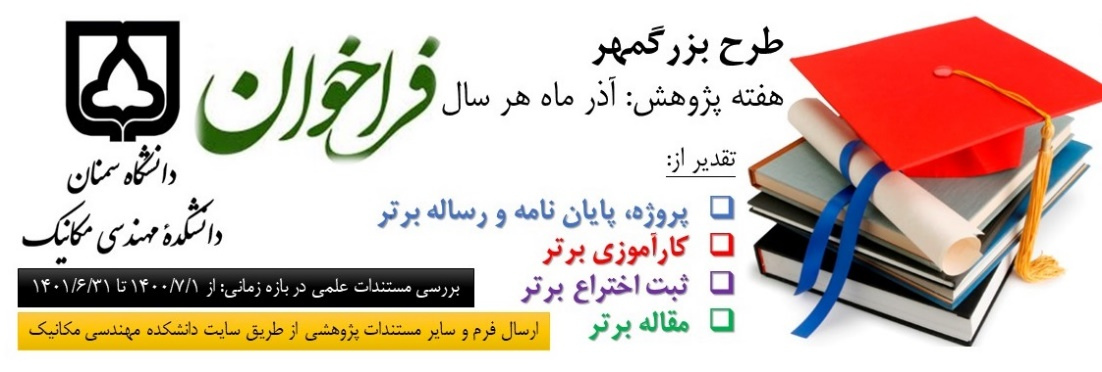 طرح بزرگمهر
هفته پژوهش: آذر ماه هر سال
فراخوان
تقدیر از:
پروژه، پایان نامه و رساله برتر
کارآموزی برتر
ثبت اختراع برتر
مقاله برتر
دانشگاه سمنان
دانشکدهٔ مهندسی مکانیک
بررسی مستندات علمی در بازه زمانی: از ۱۴۰۰/۷/۱ تا ۱۴۰۱/۶/۳۱
ارسال فرم و سایر مستندات پژوهشی از طریق سایت دانشکده مهندسی مکانیک